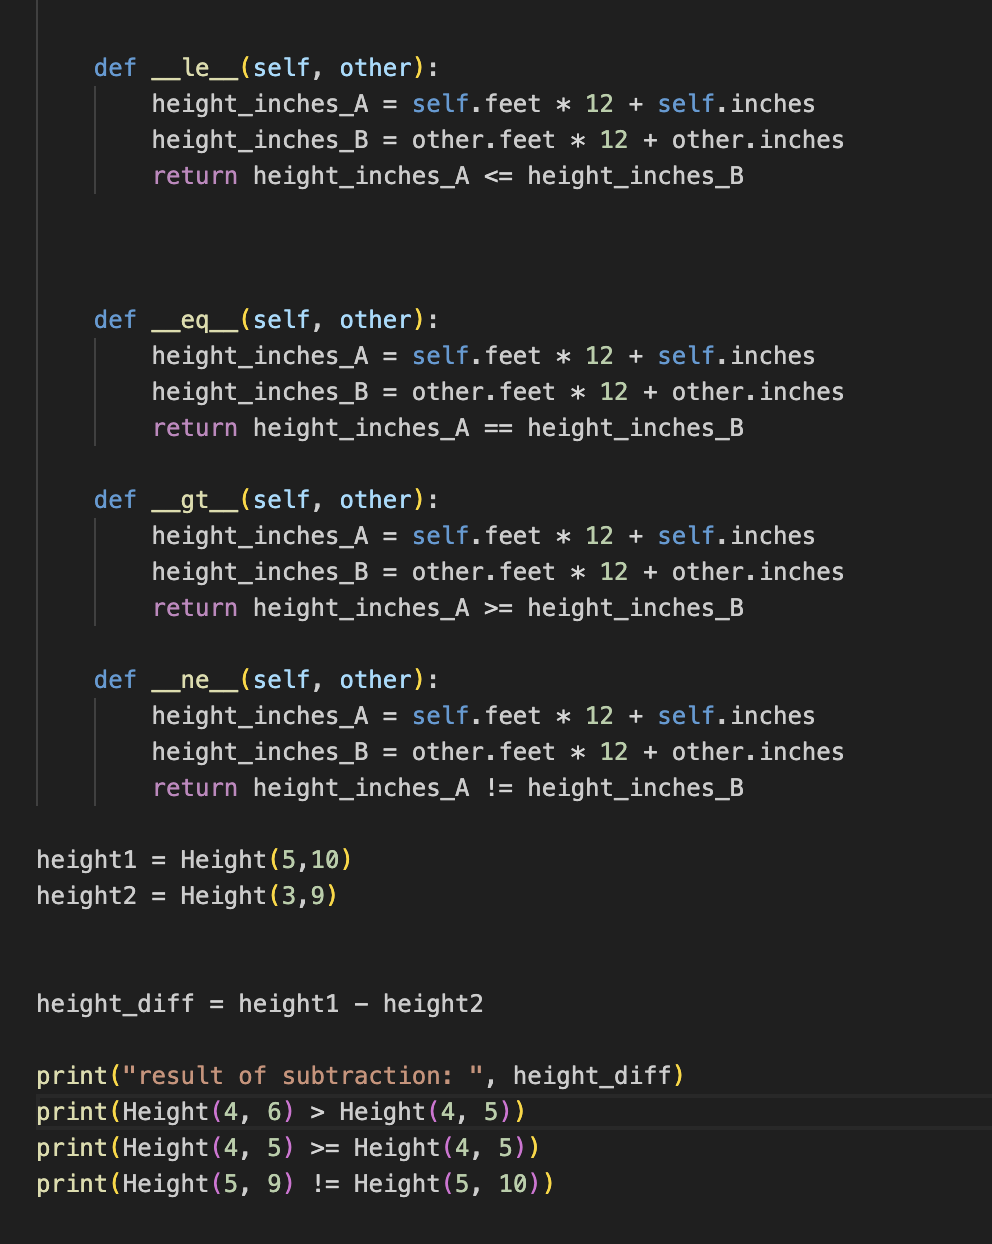 def __le__(self, other):
height_inches_A = self.feet * 12 + self.inches
height_inches_B = other.feet * 12 + other.inches
return height_inches_A <= height_inches_B
def __eq__(self, other):
height_inches_A = self.feet * 12 + self.inches
height_inches_B = other.feet * 12 + other.inches
return height_inches_A == height_inches_B
def __gt__(self, other):
height_inches_A = self.feet * 12 + self.inches
height_inches_B = other.feet * 12 + other.inches
return height_inches_A >= height_inches_B
def __ne__(self, other):
height_inches_A = self.feet * 12 + self.inches
height_inches_B = other.feet * 12 + other.inches
return height_inches_A != height_inches_B
height1 = Height(5,10)
height2 = Height(3,9)
height_diff = height1 - height2
print("result of subtraction: ", height_diff)
print(Height(4, 6) > Height(4, 5))
print(Height(4, 5) >= Height(4, 5))
print(Height(5, 9) != Height(5, 10))